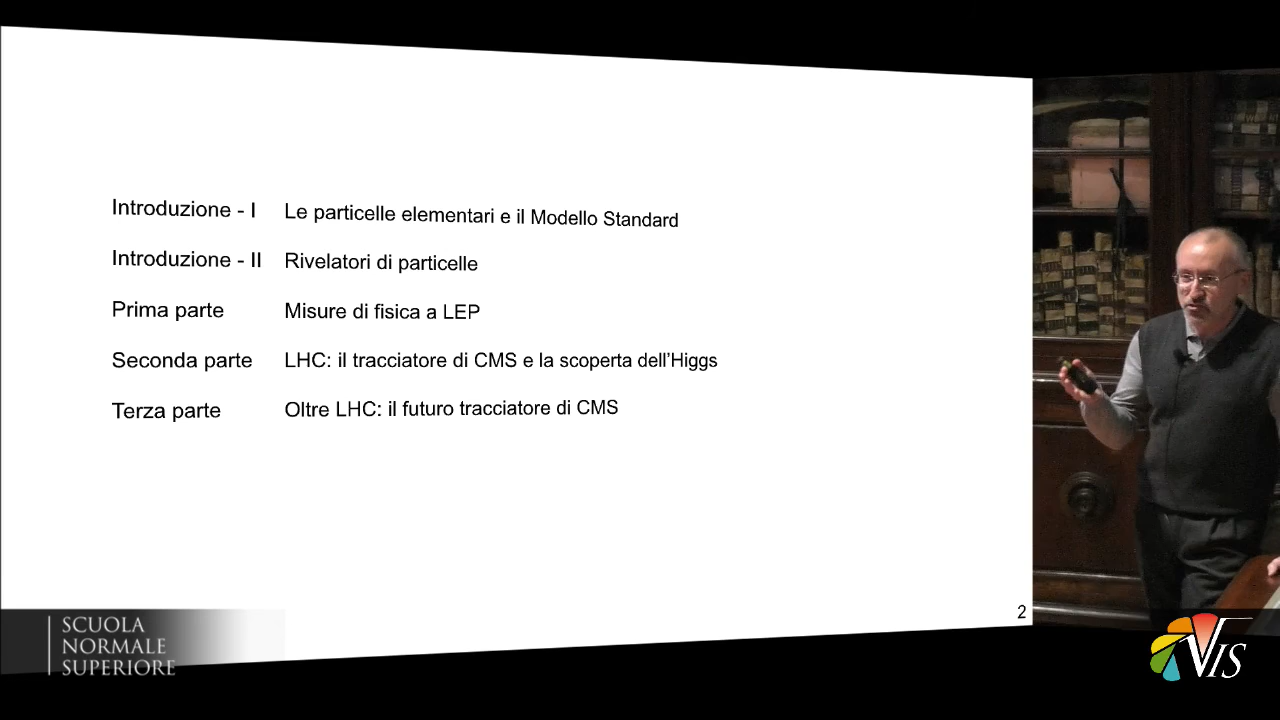 Introduzione - I Le particelle elementari e il Modello Standard
Introduzione - II Rivelatori di particelle
Prima parte Misure di fisica a LEP
Seconda parte LHC: il tracciatore di CMS e la scoperta dell'Higgs
Terza parte Oltre LHC: il futuro tracciatore di CMS
2
SCUOLA
NORMALE
SUPERIORE
VIS